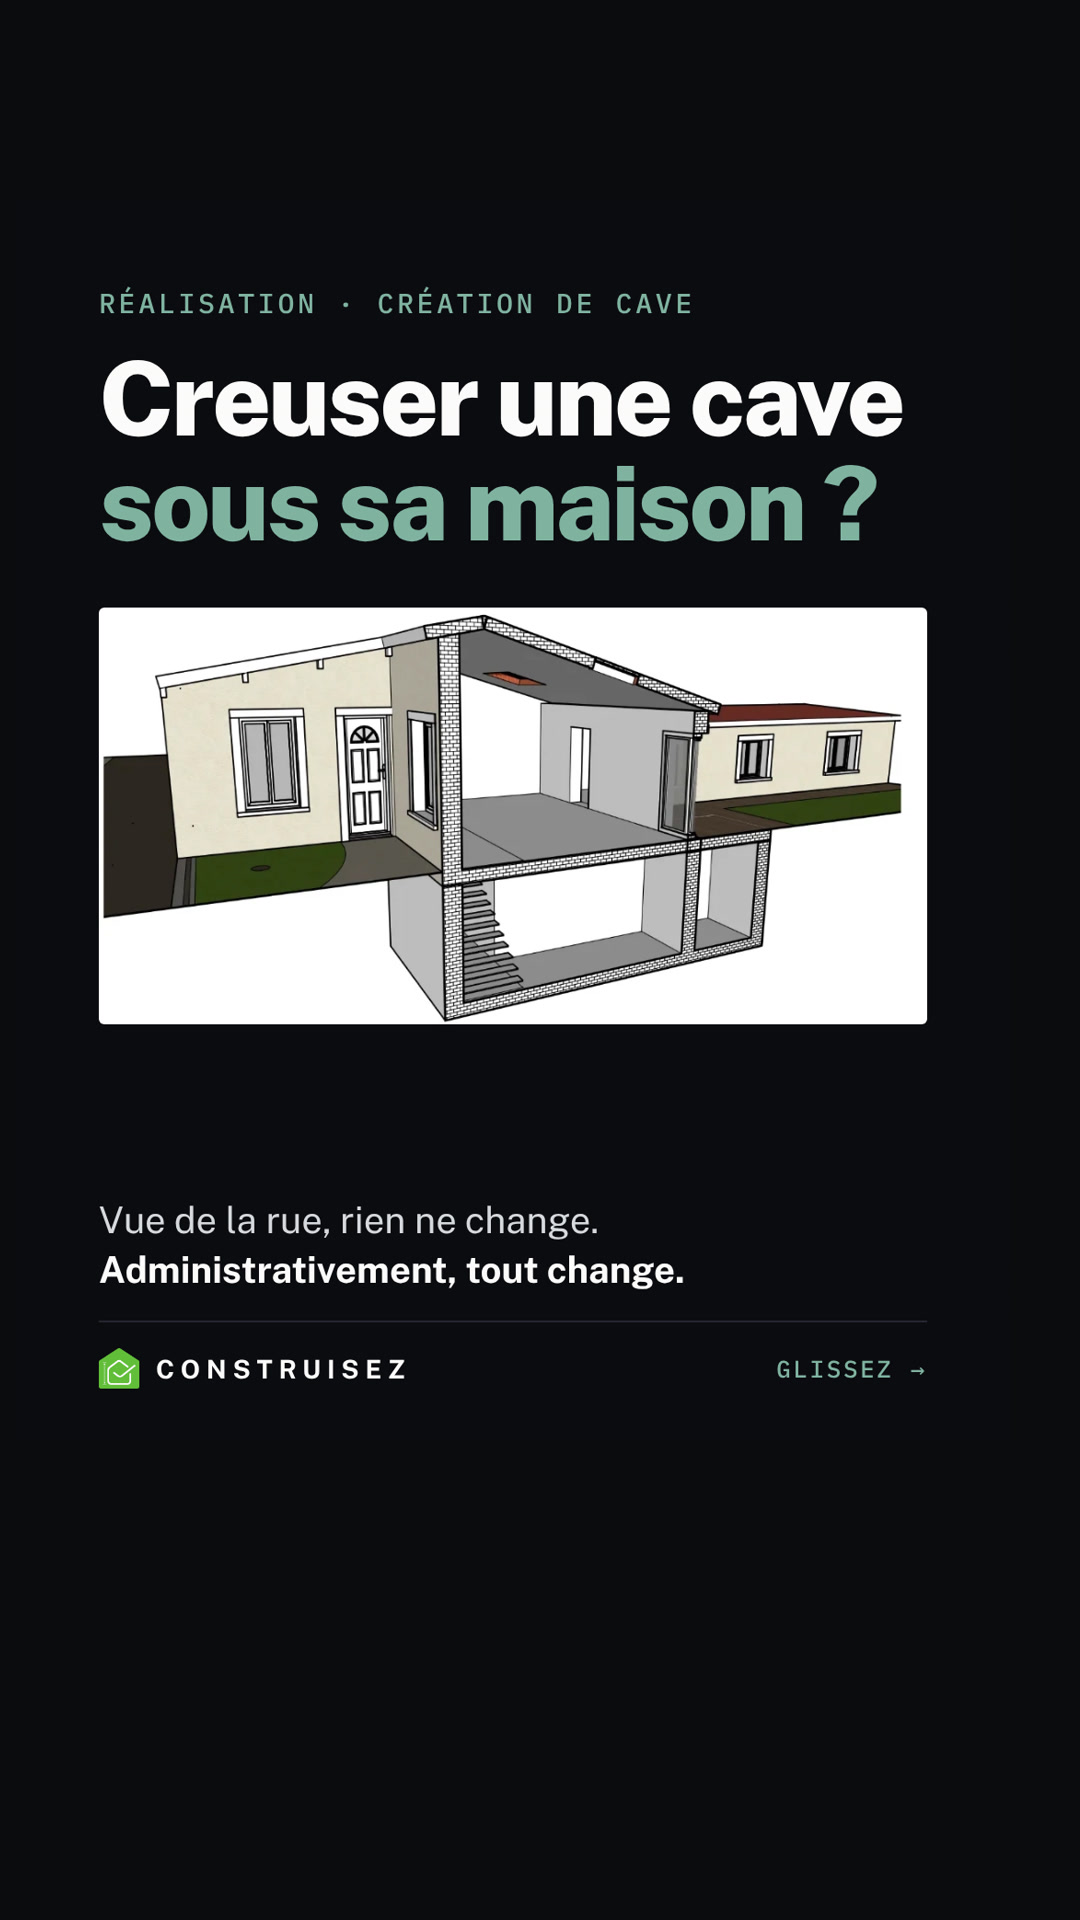 RÉALISATION · CRÉATION DE CAVE
Creuser une cave
sous sa maison ?
Vue de la rue, rien ne change.
Administrativement, tout change.
CONSTRUISEZ
GLISSEZ →